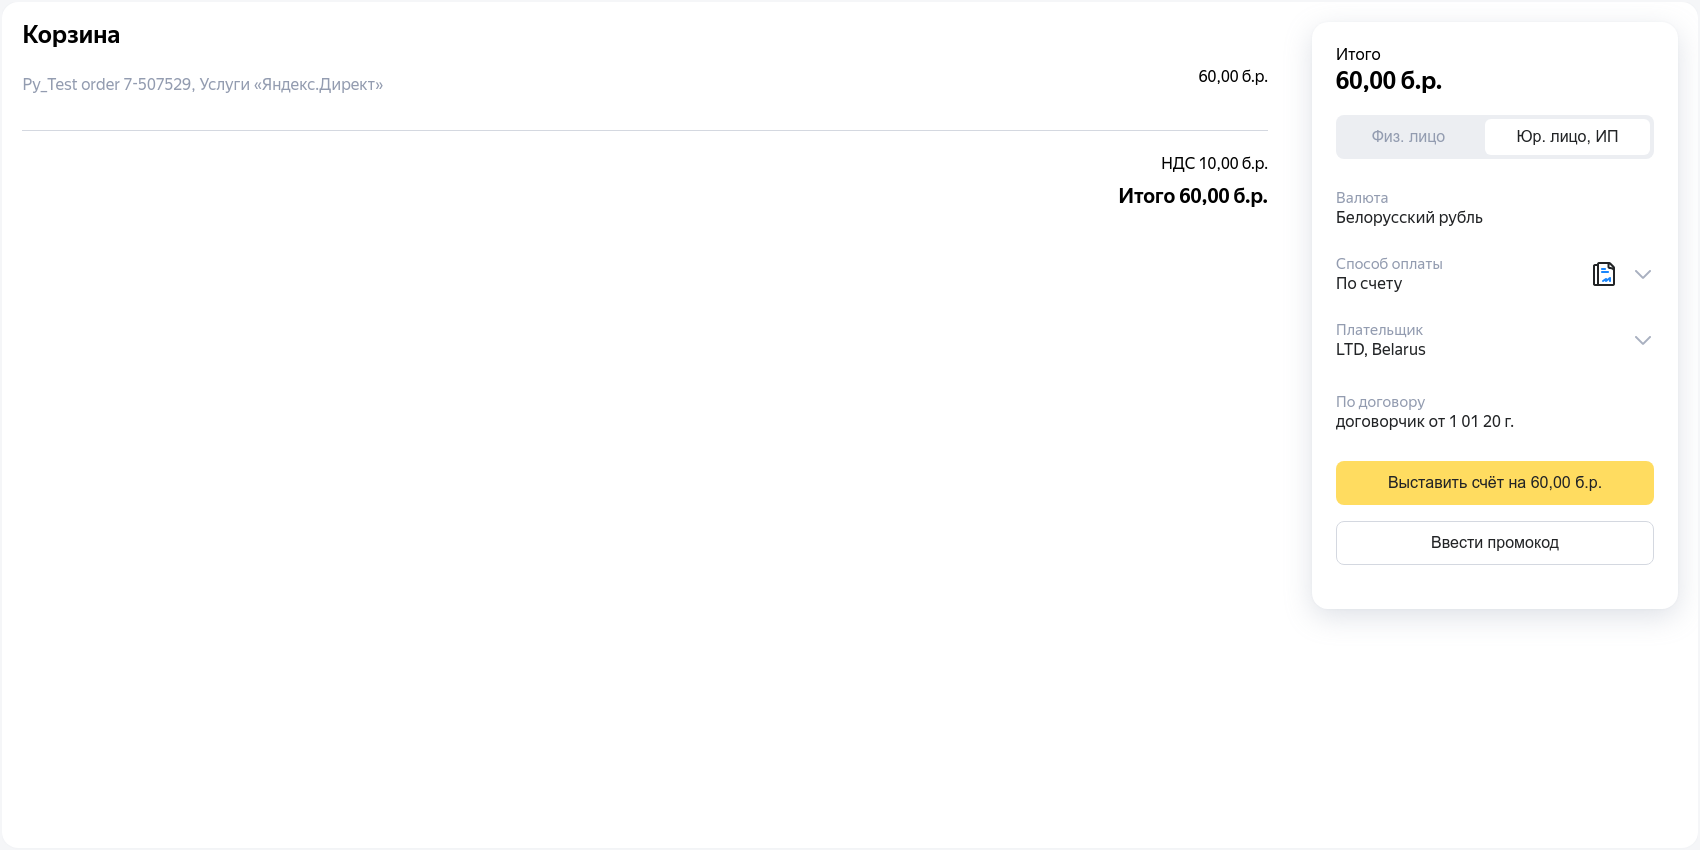 Корзина
Py_Test order 7-507529, Услуги «Яндекс.Директ»
60,00 б.р.
НДС 10,00 б.р.
Итого 60,00 б.р.
Итого
60,00 б.р.
Физ. лицо
Юр. лицо, ИП
Валюта
Белорусский рубль
Способ оплаты
По счету
Плательщик
LTD, Belarus
По договору
договорчик от 1 01 20 г.
Выставить счёт на 60,00 б.р.
Ввести промокод